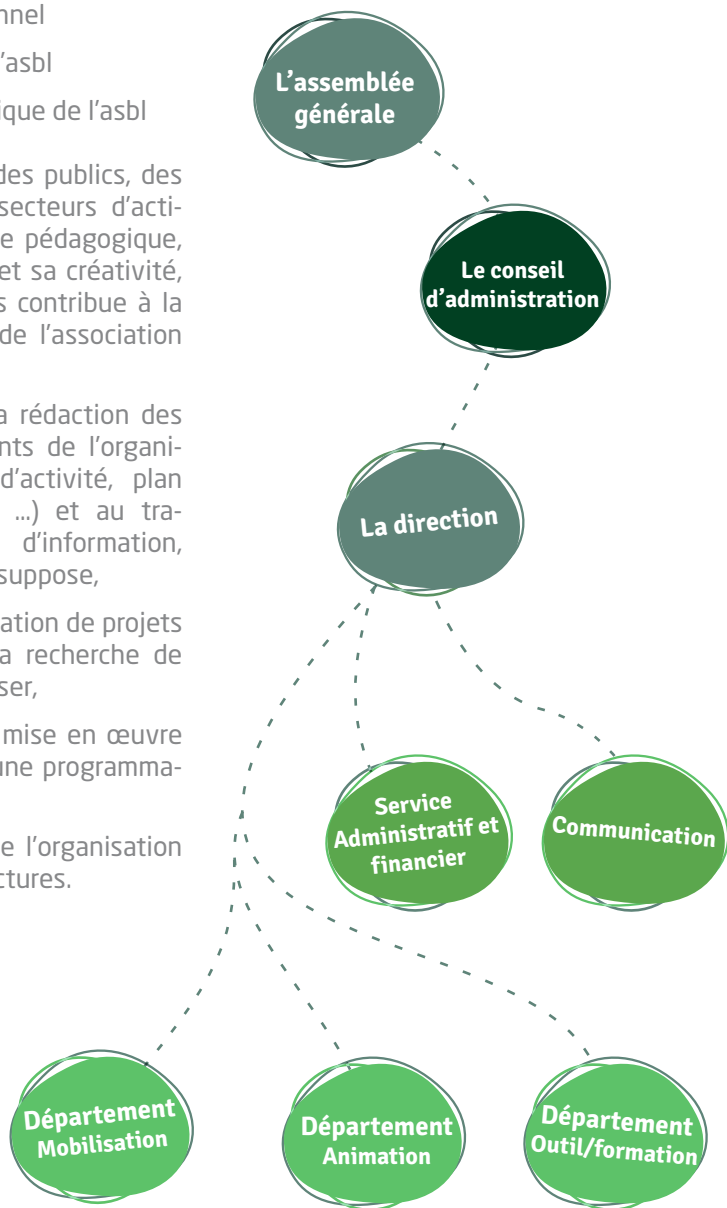 nnel
'asbl
ique de l'asbl
des publics, des
secteurs d'acti-
e pédagogique,
et sa créativité,
s contribue à la
de l'association
a rédaction des
nts de l'organi-
d'activité, plan
…) et au tra-
d'information,
suppose,
ation de projets
a recherche de
ser,
mise en œuvre
une programma-
e l'organisation
ctures.
L'assemblée
générale
Le conseil
d'administration
La direction
Service
Administratif et
financier
Communication
Département
Mobilisation
Département
Animation
Département
Outil/formation